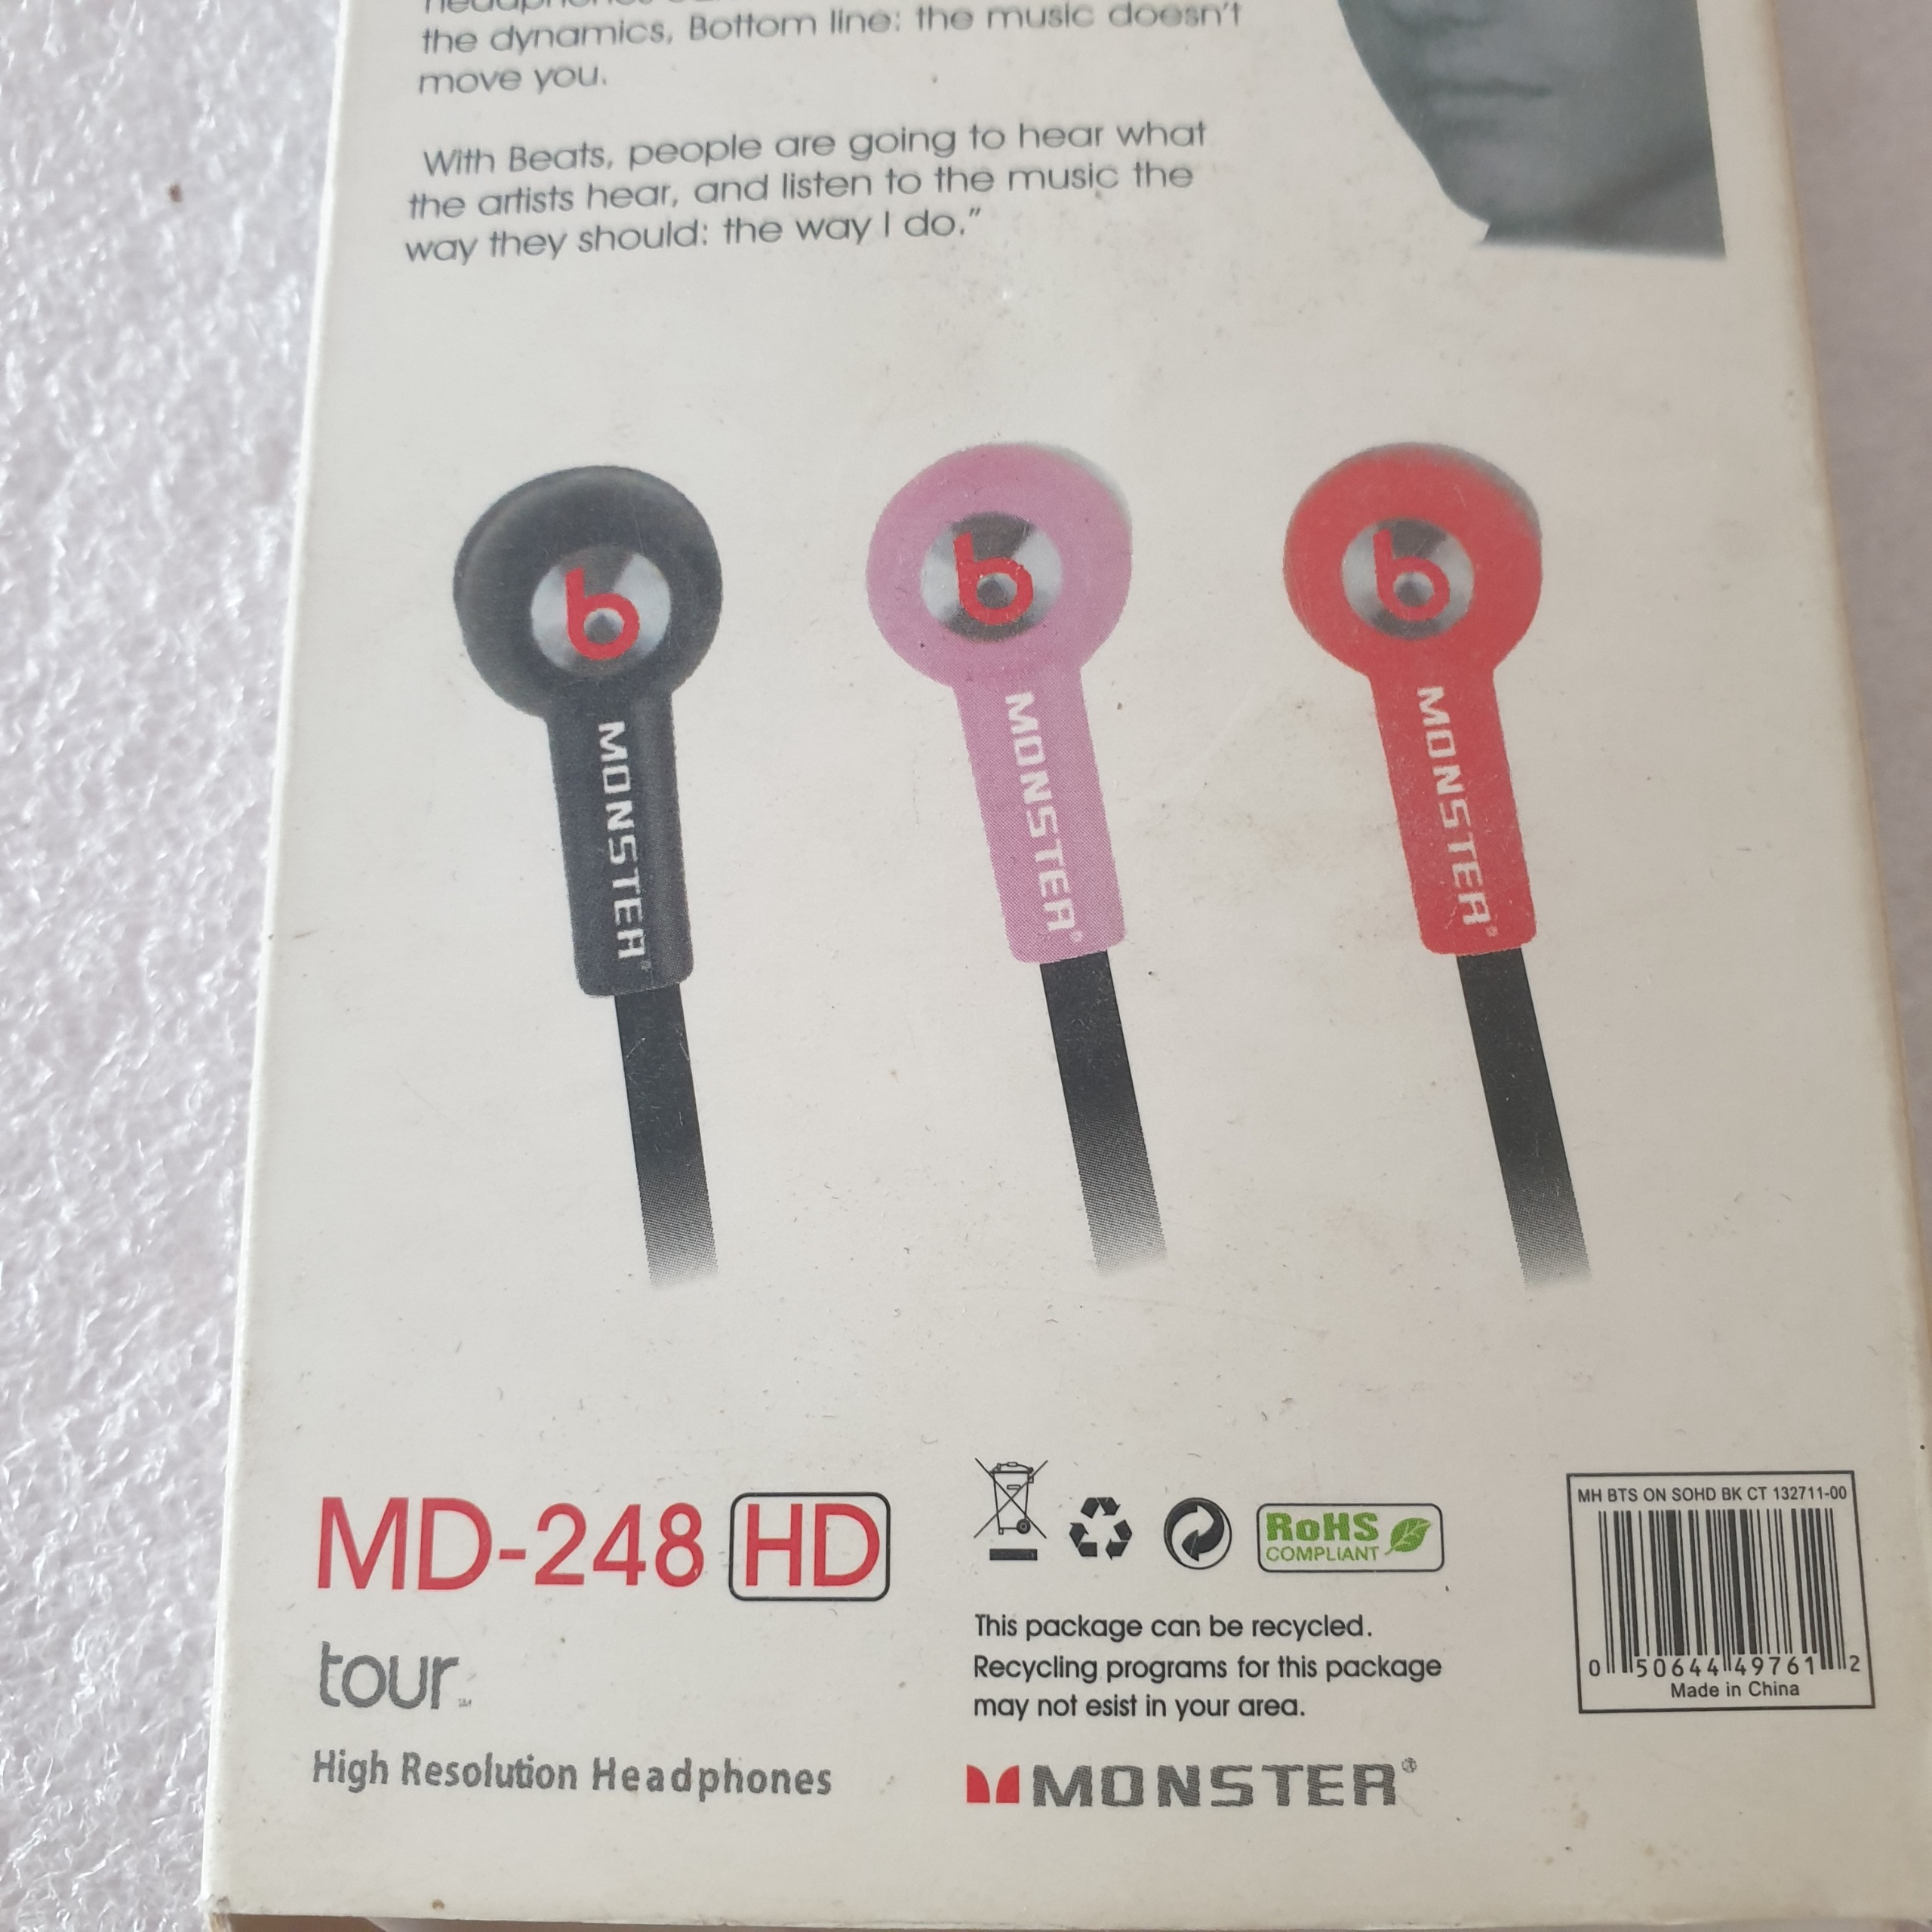 the dynamics, Bottom line: the music doesn't
move you.
With Beats, people are going to hear what
the artists hear, and listen to the music the
way they should: the way I do."
b
MONSTER®
b
MONSTER®
b
MONSTER®
MD-248 HD
tour
High Resolution Headphones
RoHS
COMPLIANT
This package can be recycled.
Recycling programs for this package
may not esist in your area.
MONSTER®
MH BTS ON SOHD BK CT 132711-00
0 50644 49761 2
Made in China